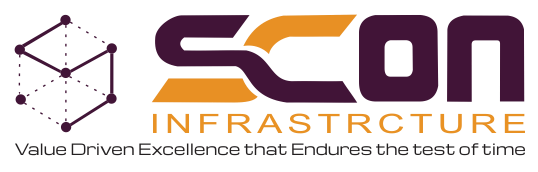 SCON
INFRASTRCTURE
Value Driven Excellence that Endures the test of time